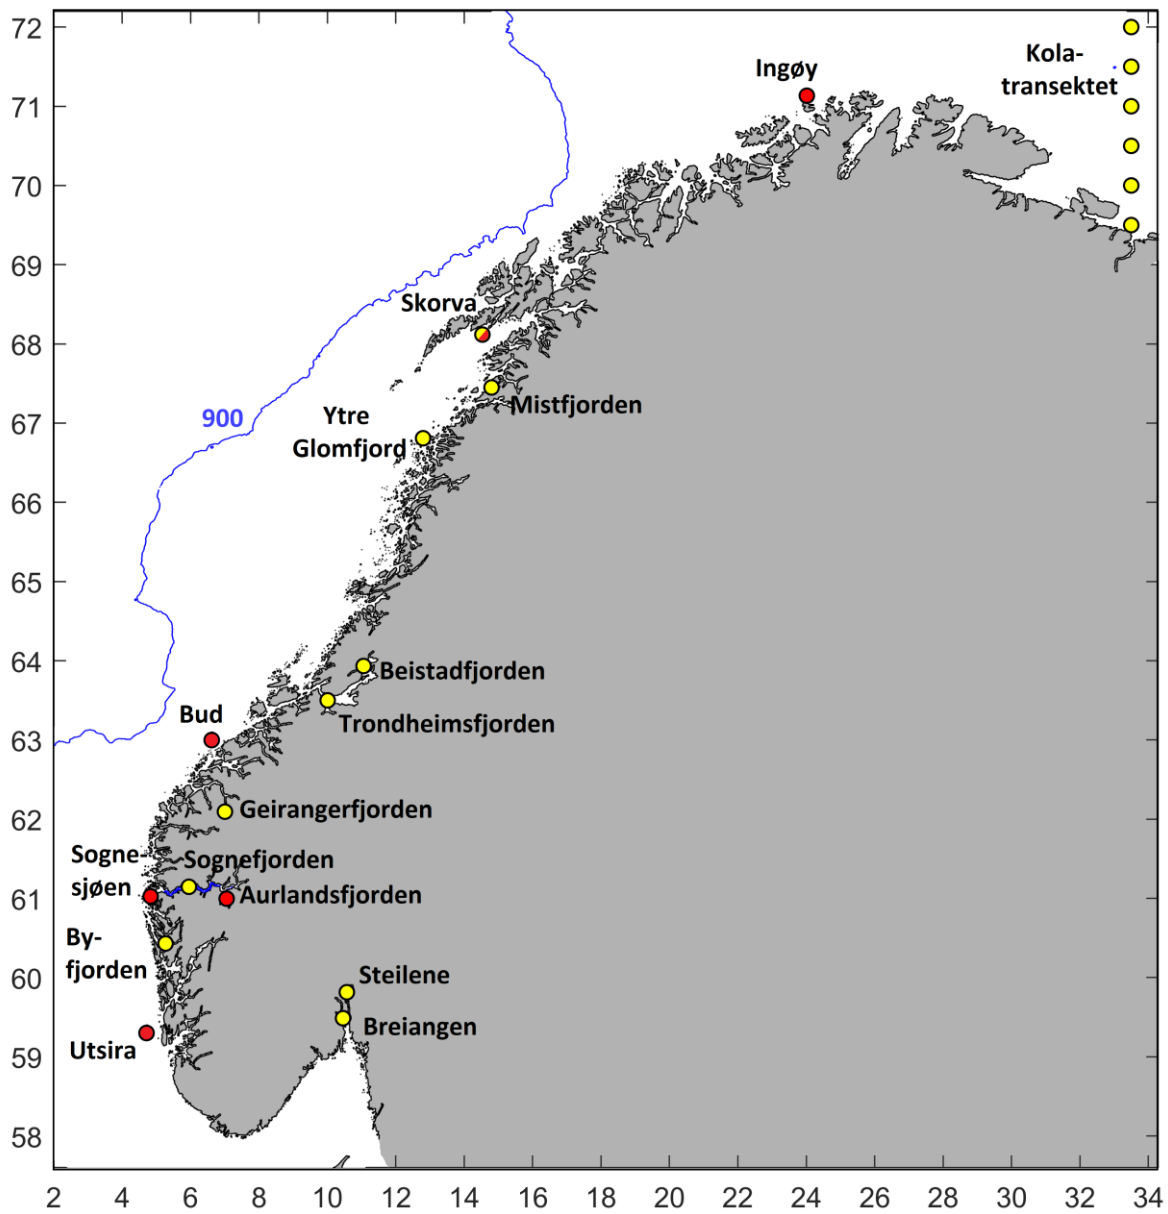 72
71
70
69
68
67
66
65
64
63
62
61
60
59
58
Kola-
transektet
Ingøy
Skorva
Mistfjorden
900
Ytre
Glomfjord
Beistadfjorden
Trondheimsfjorden
Bud
Geirangerfjorden
Sogne-
sjøen
Sognefjorden
Aurlandsfjorden
By-
fjorden
Steilene
Breiangen
Utsira
2 4 6 8 10 12 14 16 18 20 22 24 26 28 30 32 34